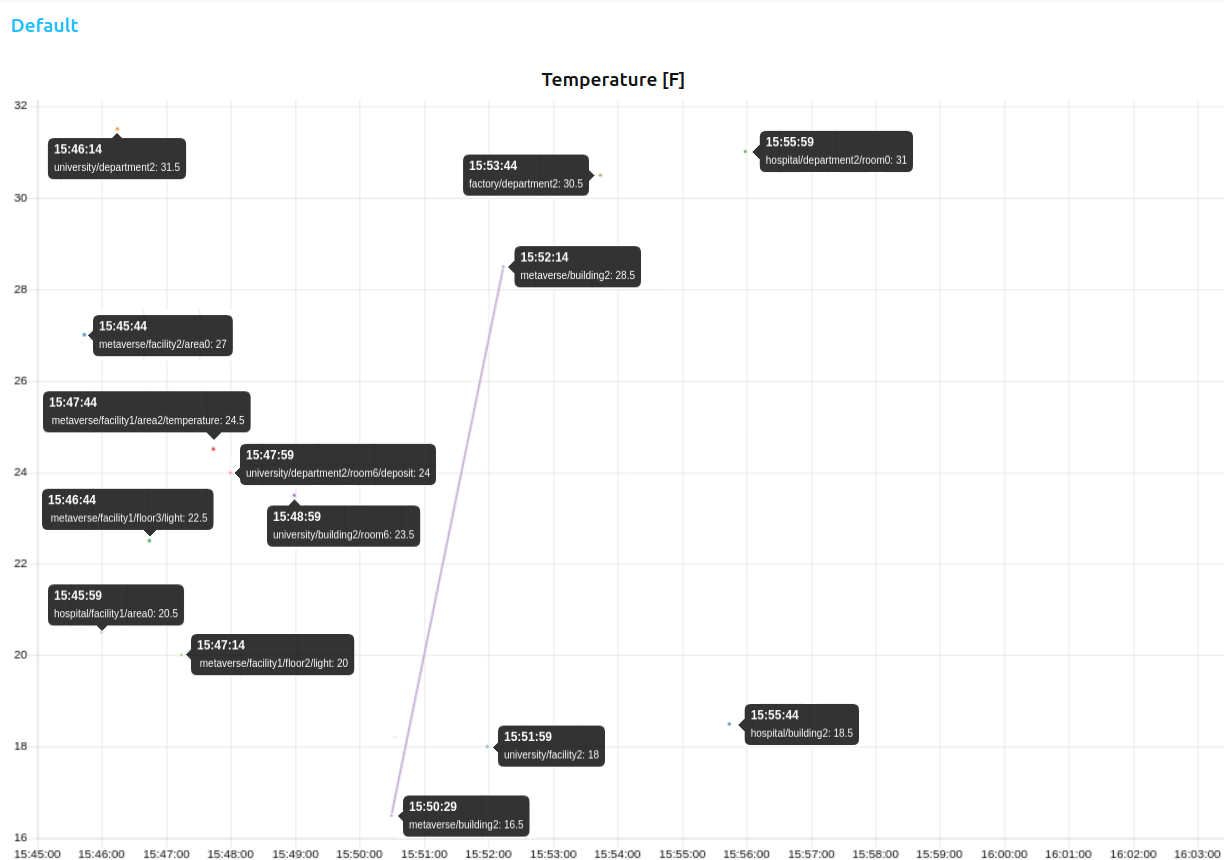 Default
Temperature [F]
32
15:46:14
university/department2: 31.5
15:53:44
factory/department2: 30.5
15:55:59
hospital/department2/room0: 31
30
15:52:14
metaverse/building2: 28.5
28
15:45:44
metaverse/facility2/area0: 27
26
15:47:44
metaverse/facility1/area2/temperature: 24.5
24
15:47:59
university/department2/room6/deposit: 24
15:46:44
metaverse/facility1/floor3/light: 22.5
15:48:59
university/building2/room6: 23.5
22
15:45:59
hospital/facility1/area0: 20.5
20
15:47:14
metaverse/facility1/floor2/light: 20
18
15:51:59
university/facility2: 18
15:55:44
hospital/building2: 18.5
15:50:29
metaverse/building2: 16.5
16
15:45:00 15:46:00 15:47:00 15:48:00 15:49:00 15:50:00 15:51:00 15:52:00 15:53:00 15:54:00 15:55:00 15:56:00 15:57:00 15:58:00 15:59:00 16:00:00 16:01:00 16:02:00 16:03:00